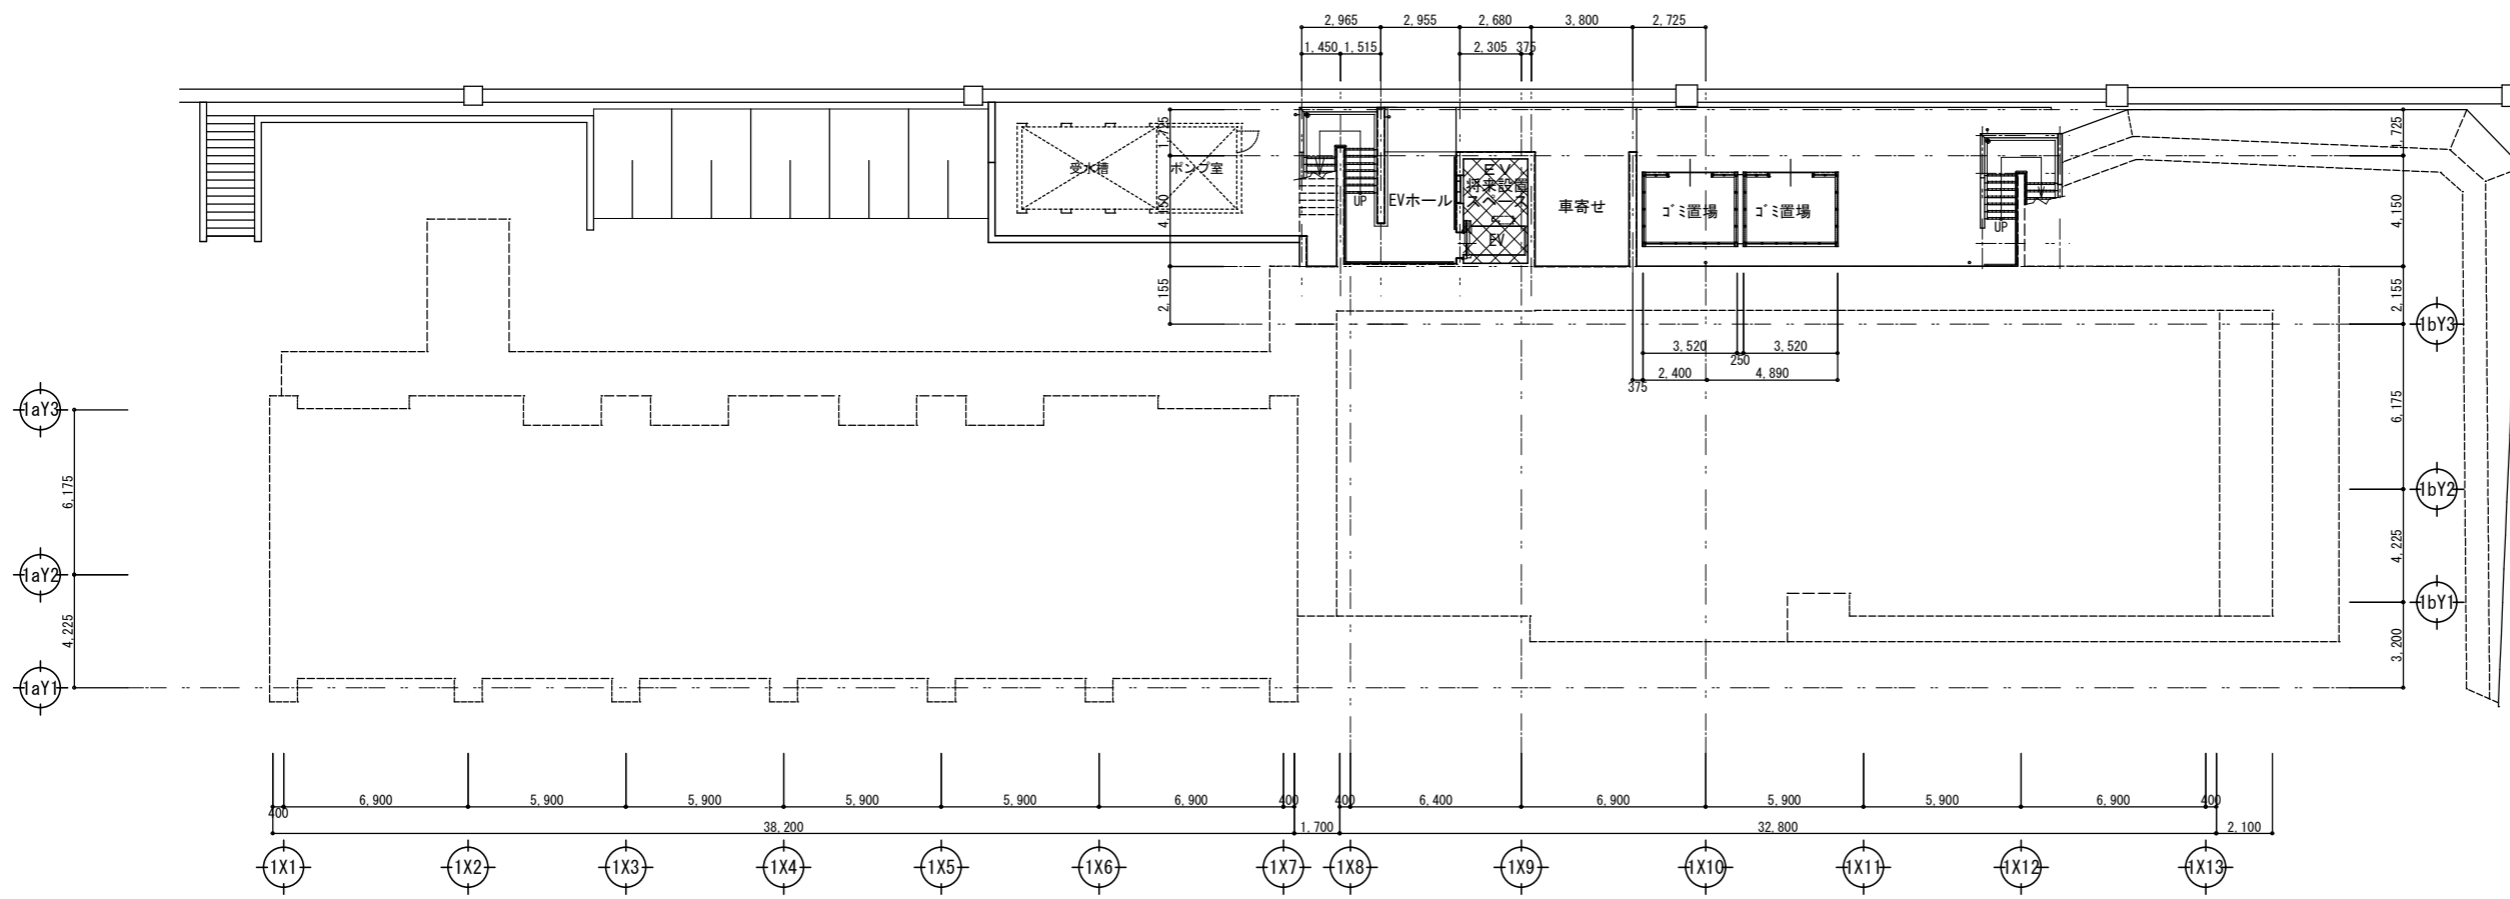 2,965 2,955 2,680 3,800 2,725
1,450 1,515 2,305 375
1,725
4,150
2,155
受水槽 ポンプ室
UP
EVホール
EV
将来設置
スペース
EV
車寄せ
ゴミ置場 ゴミ置場
UP
3,520 250 3,520
375 2,400 4,890
1,725
4,150
2,155
6,175
4,225
3,200
1bY3
1bY2
1bY1
1aY3
6,175
1aY2
4,225
1aY1
400 6,900 5,900 5,900 5,900 5,900 6,900 400 400 6,400 6,900 5,900 5,900 6,900 400
38,200 1,700 32,800 2,100
1X1 1X2 1X3 1X4 1X5 1X6 1X7 1X8 1X9 1X10 1X11 1X12 1X13